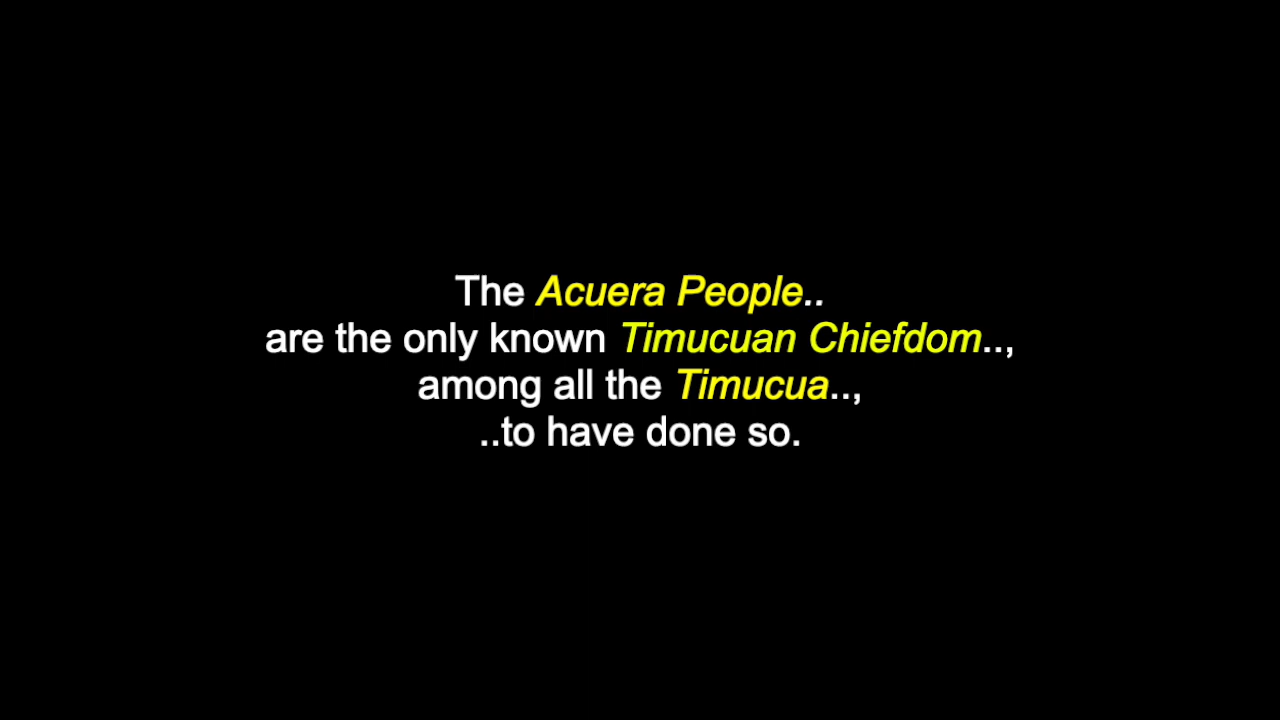 The Acuera People..
are the only known Timucuan Chiefdom..,
among all the Timucua..,
..to have done so.